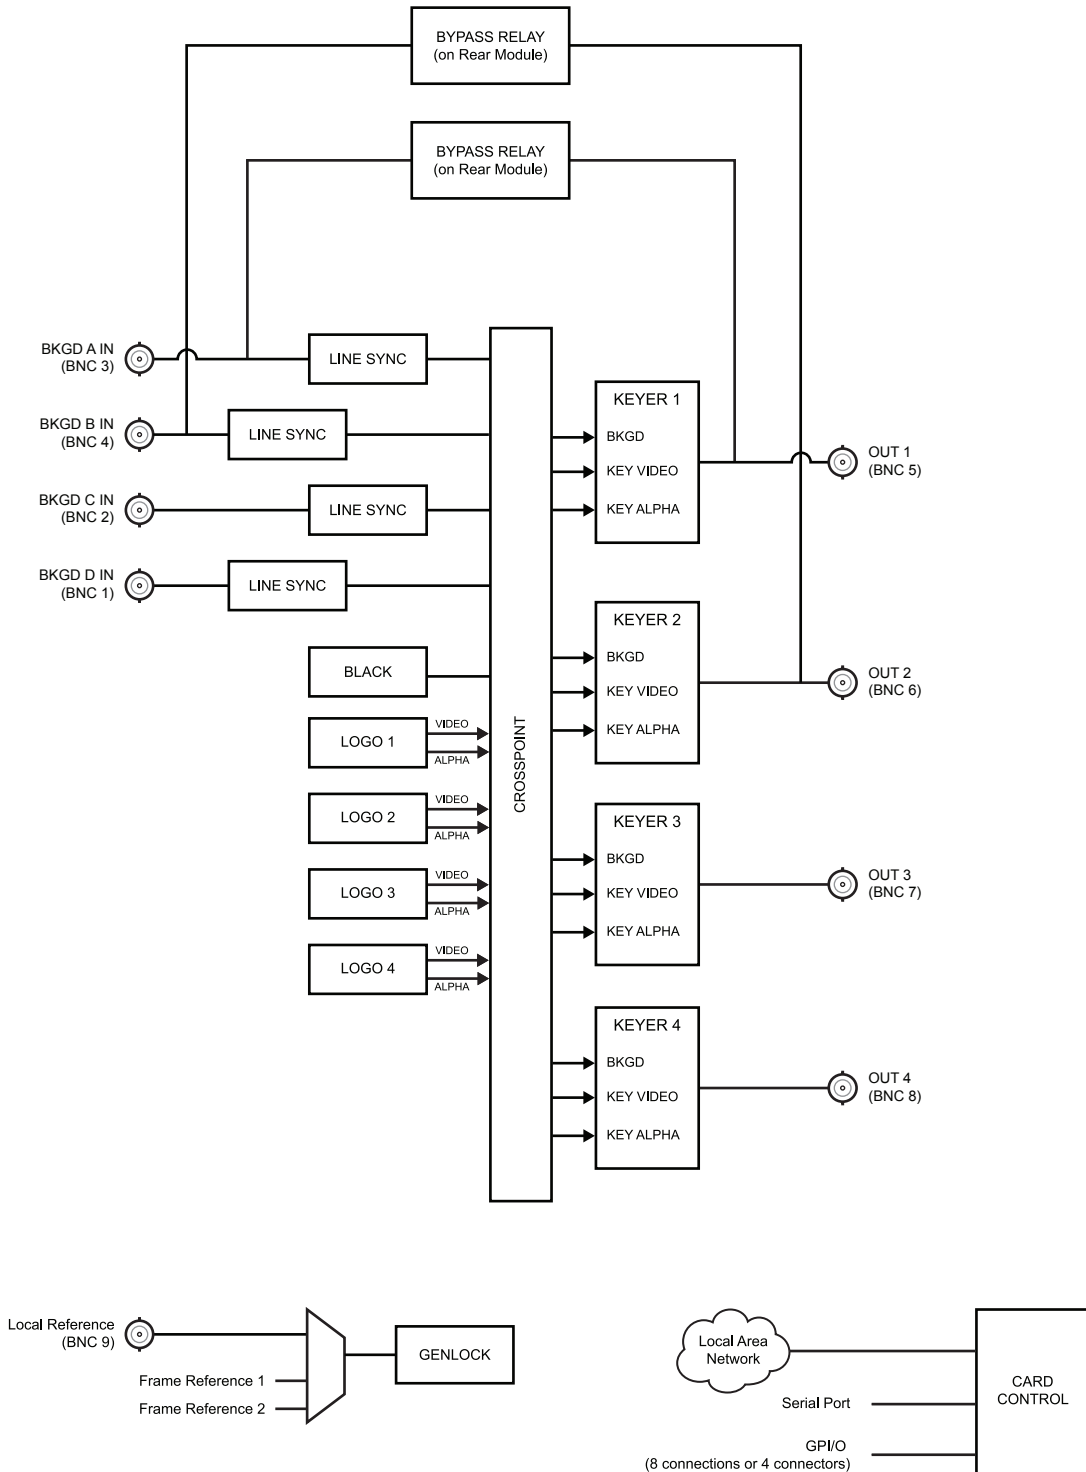 BYPASS RELAY
(on Rear Module)
BYPASS RELAY
(on Rear Module)
BKGD A IN
(BNC 3)
LINE SYNC
BKGD B IN
(BNC 4)
LINE SYNC
BKGD C IN
(BNC 2)
LINE SYNC
BKGD D IN
(BNC 1)
LINE SYNC
BLACK
LOGO 1
VIDEO
ALPHA
LOGO 2
VIDEO
ALPHA
LOGO 3
VIDEO
ALPHA
LOGO 4
VIDEO
ALPHA
CROSSPOINT
KEYER 1
BKGD
KEY VIDEO
KEY ALPHA
OUT 1
(BNC 5)
KEYER 2
BKGD
KEY VIDEO
KEY ALPHA
OUT 2
(BNC 6)
KEYER 3
BKGD
KEY VIDEO
KEY ALPHA
OUT 3
(BNC 7)
KEYER 4
BKGD
KEY VIDEO
KEY ALPHA
OUT 4
(BNC 8)
Local Reference
(BNC 9)
Frame Reference 1
Frame Reference 2
GENLOCK
Local Area
Network
Serial Port
GPI/O
(8 connections or 4 connectors)
CARD
CONTROL